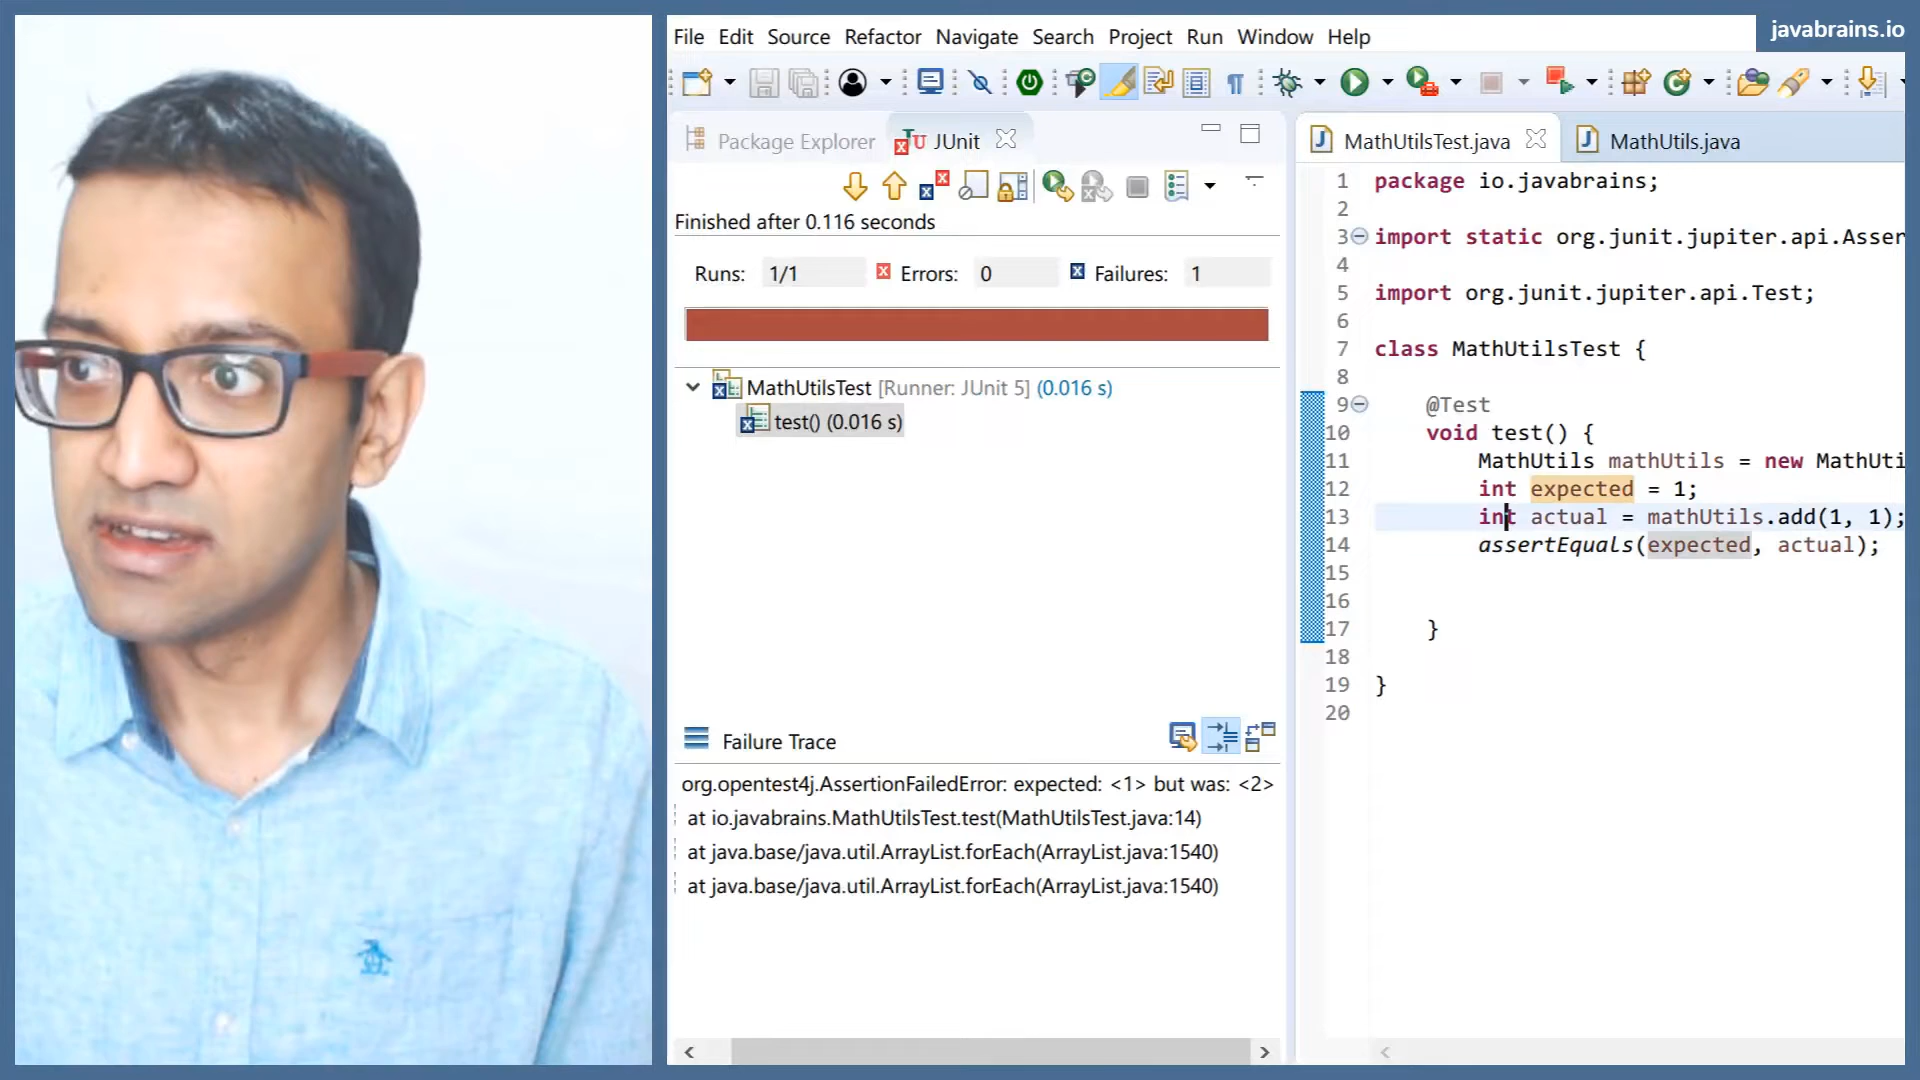 javabrains.io
File Edit Source Refactor Navigate Search Project Run Window Help
Package Explorer JUnit
Finished after 0.116 seconds
Runs: 1/1 Errors: 0 Failures: 1
MathUtilsTest [Runner: JUnit 5] (0.016 s)
test() (0.016 s)
Failure Trace
org.opentest4j.AssertionFailedError: expected: <1> but was: <2>
at io.javabrains.MathUtilsTest.test(MathUtilsTest.java:14)
at java.base/java.util.ArrayList.forEach(ArrayList.java:1540)
at java.base/java.util.ArrayList.forEach(ArrayList.java:1540)
MathUtilsTest.java MathUtils.java
1 package io.javabrains;
2
3 import static org.junit.jupiter.api.Asser
4
5 import org.junit.jupiter.api.Test;
6
7 class MathUtilsTest {
8
9 @Test
10 void test() {
11 MathUtils mathUtils = new MathUti
12 int expected = 1;
13 int actual = mathUtils.add(1, 1);
14 assertEquals(expected, actual);
15
16
17 }
18
19 }
20